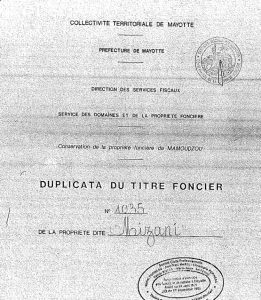 COLLECTIVITE TERRITORIALE DE MAYOTTE
PREFECTURE DE MAYOTTE
DIRECTION DES SERVICES FISCAUX
SERVICE DES DOMAINES ET DE LA PROPRIETE FONCIERE
Conservation de la propriété foncière de MAMOUDZOU
DUPLICATA DU TITRE FONCIER
N° 1035
DE LA PROPRIETE DITE "Mizani"